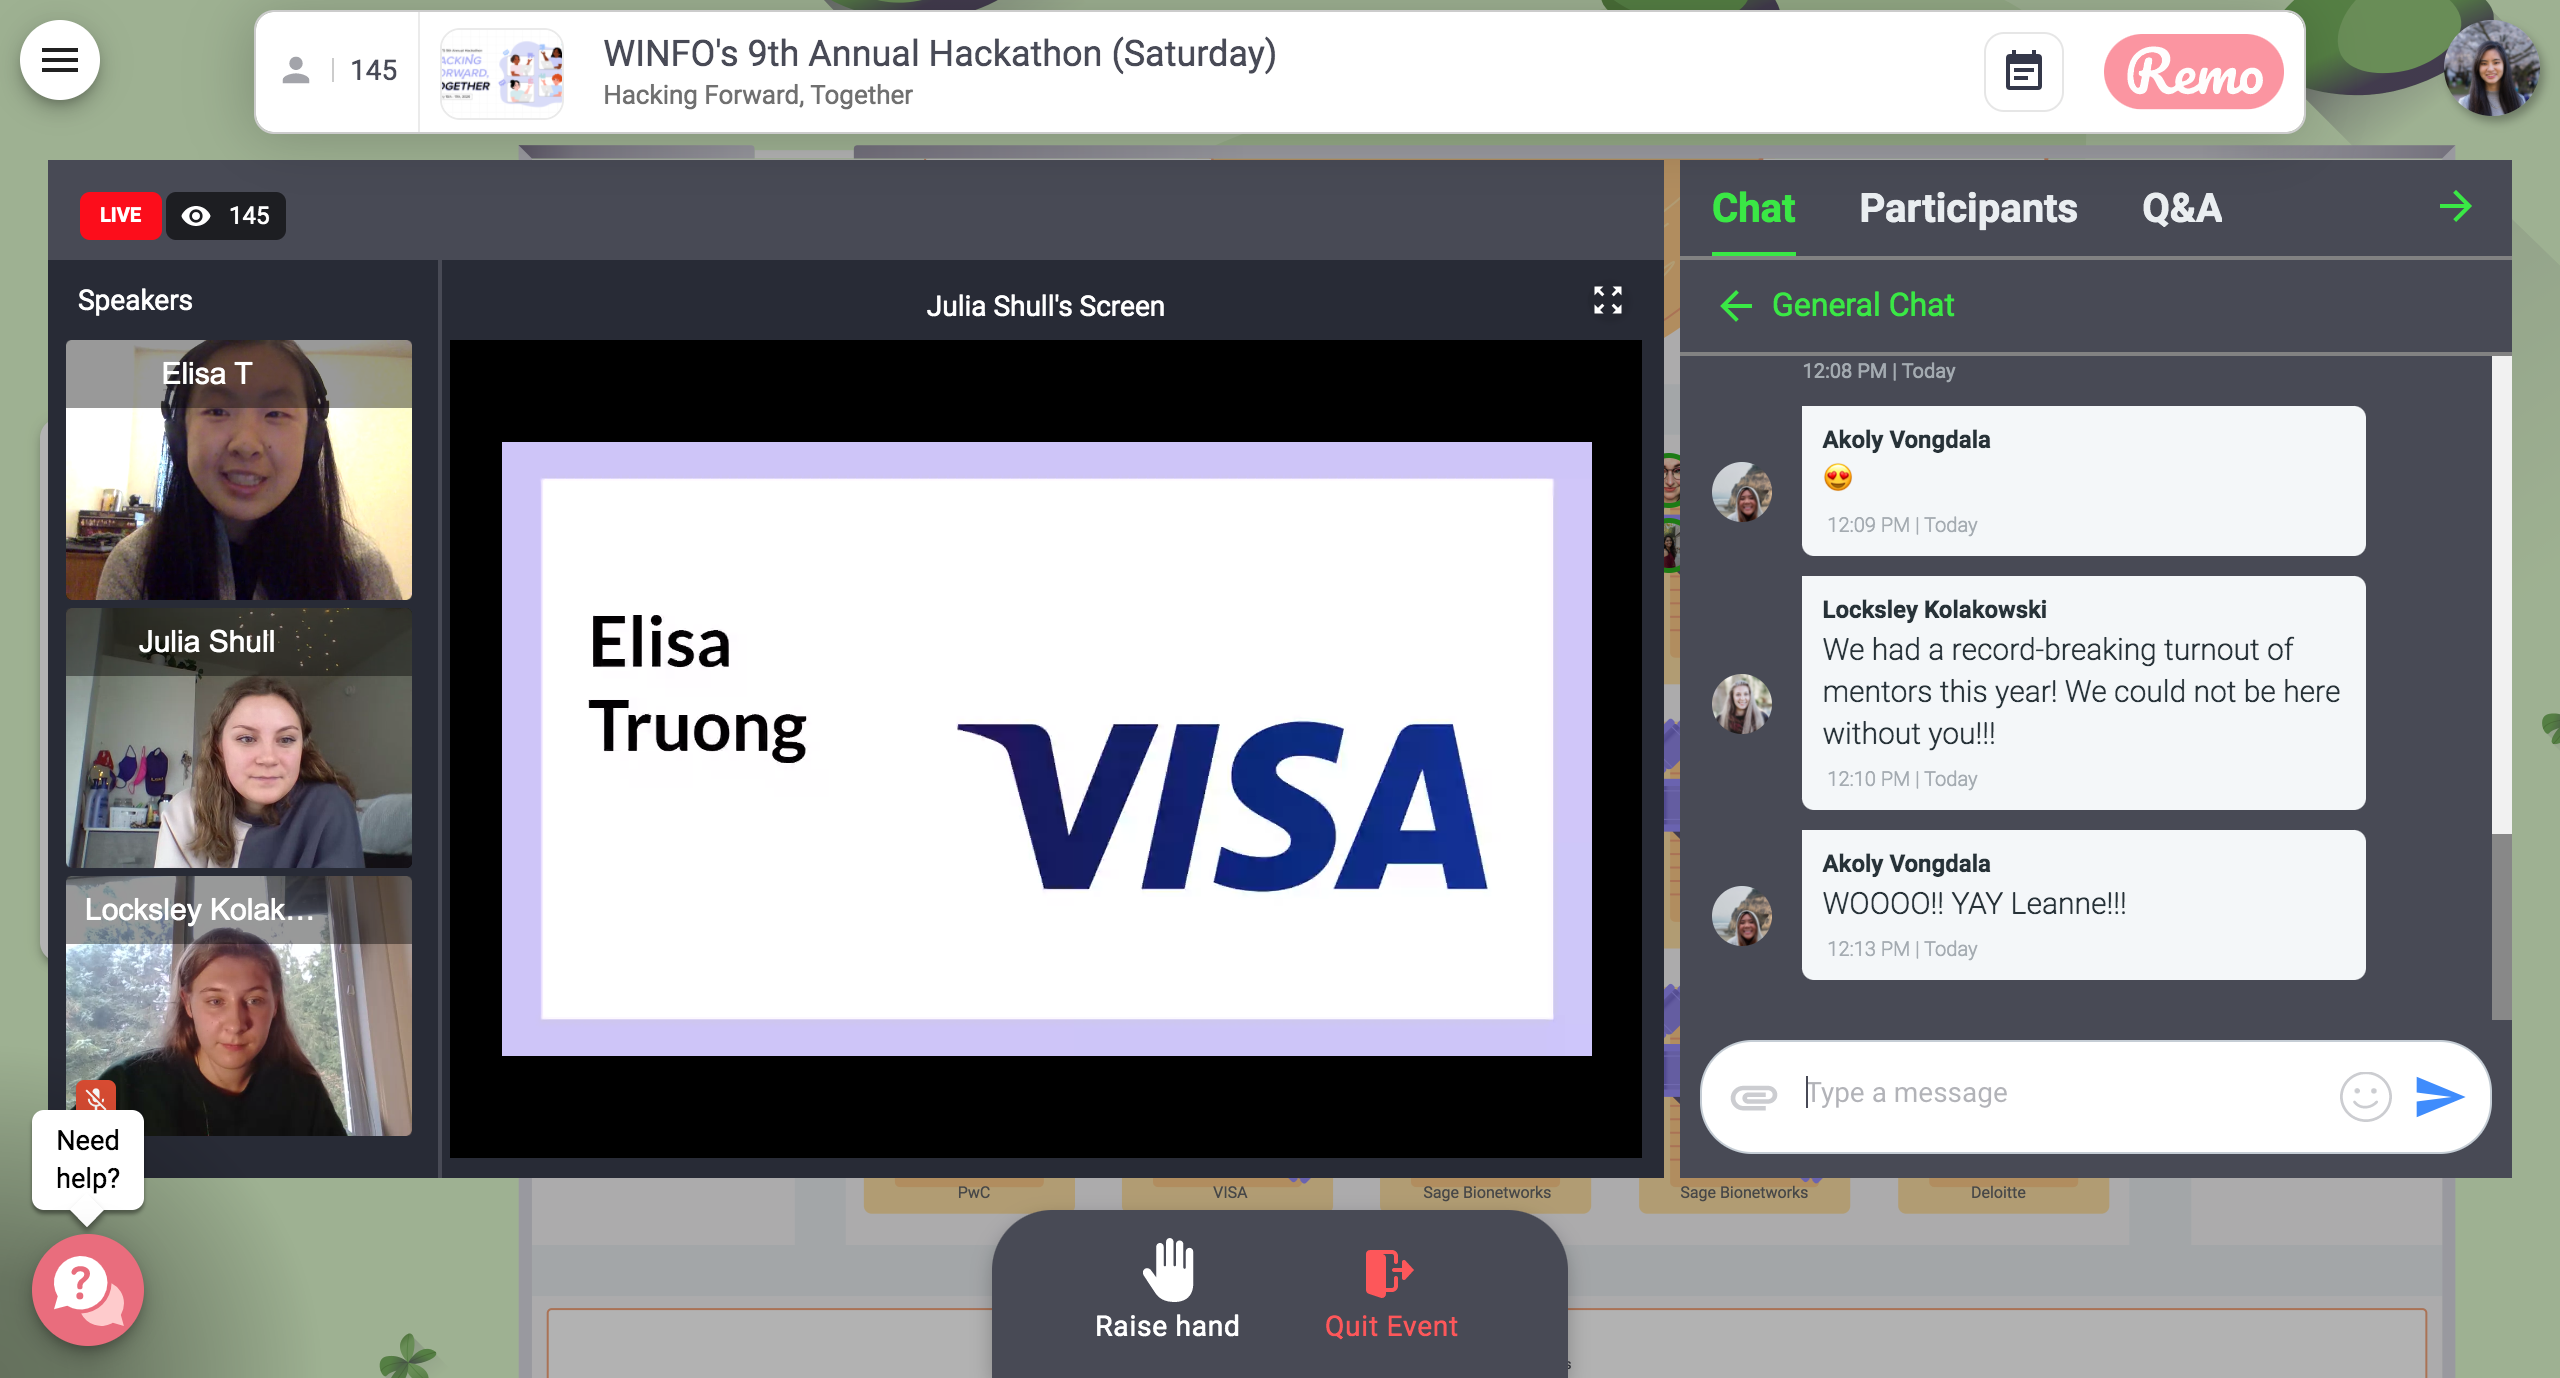 145
ACKING
ORWARD,
OGETHER
WINFO's 9th Annual Hackathon (Saturday)
Hacking Forward, Together
Remo
LIVE
145
Speakers
Elisa T
Julia Shull
Locksley Kolak...
Julia Shull's Screen
Elisa
Truong
VISA
Chat
Participants
Q&A
General Chat
12:08 PM | Today
Akoly Vongdala
😍
12:09 PM | Today
Locksley Kolakowski
We had a record-breaking turnout of
mentors this year! We could not be here
without you!!!
12:10 PM | Today
Akoly Vongdala
WOOOO!! YAY Leanne!!!
12:13 PM | Today
Type a message
Need
help?
PwC
VISA
Sage Bionetworks
Sage Bionetworks
Deloitte
Raise hand
Quit Event